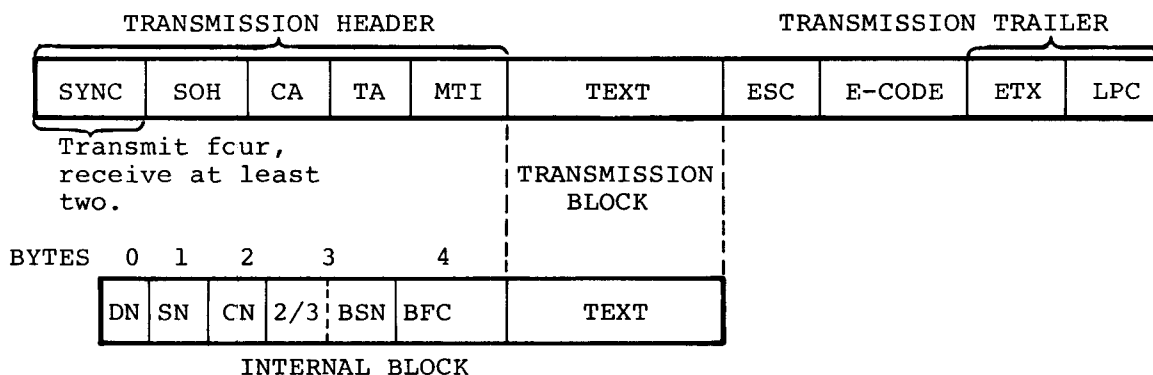 TRANSMISSION HEADER TRANSMISSION TRAILER
SYNC SOH CA TA MTI TEXT ESC E-CODE ETX LPC
Transmit fcur,
receive at least
two.
TRANSMISSION
BLOCK
BYTES 0 1 2 3 4
DN SN CN 2/3 BSN BFC TEXT
INTERNAL BLOCK